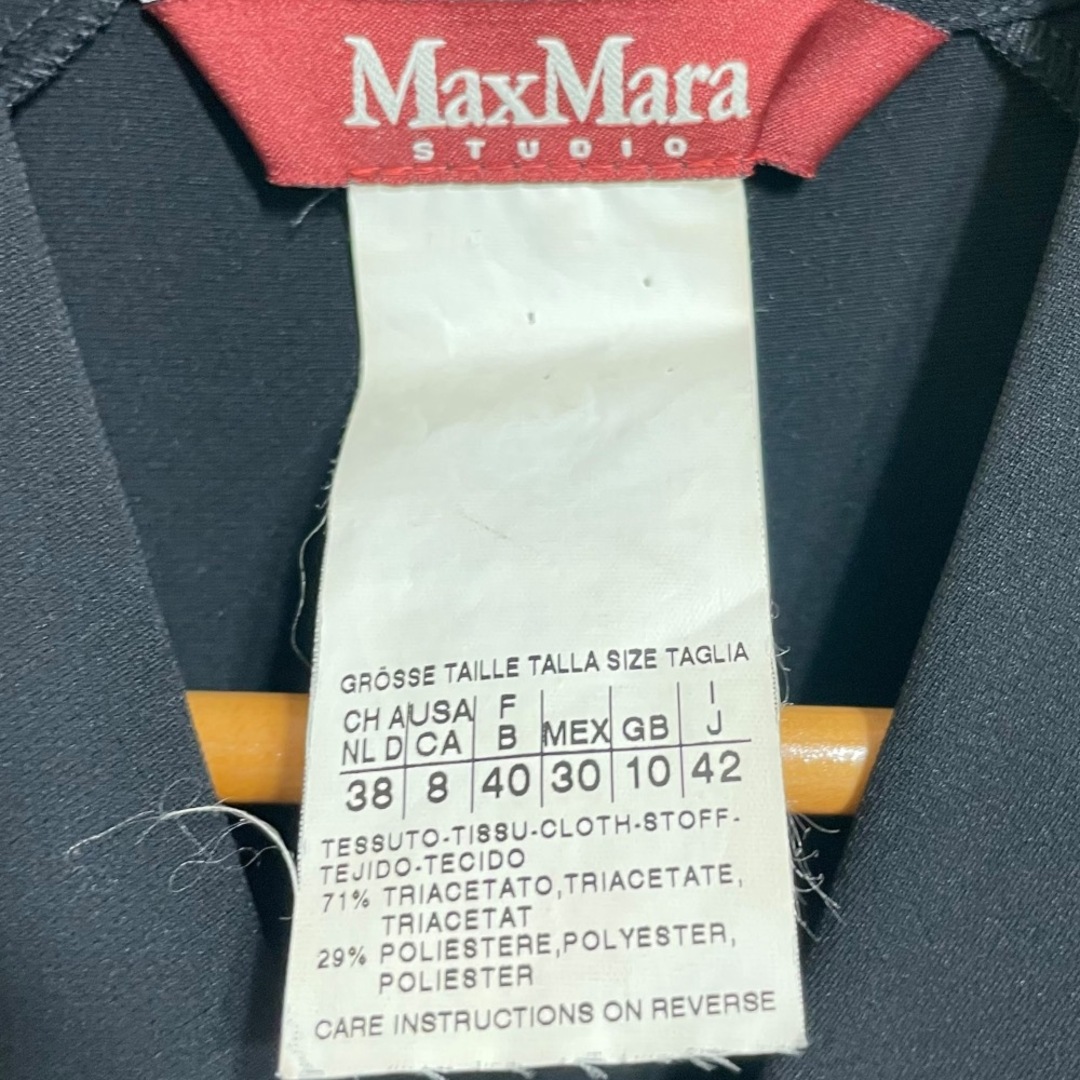 MaxMara
STUDIO
GRÖSSE TAILLE TALLA SIZE TAGLIA
CH A USA F MEX GB I
NL D CA B J
38 8 40 30 10 42
TESSUTO-TISSU-CLOTH-STOFF-
TEJIDO-TECIDO
71% TRIACETATO,TRIACETATE,
TRIACETAT
29% POLIESTERE,POLYESTER,
POLIESTER
CARE INSTRUCTIONS ON REVERSE